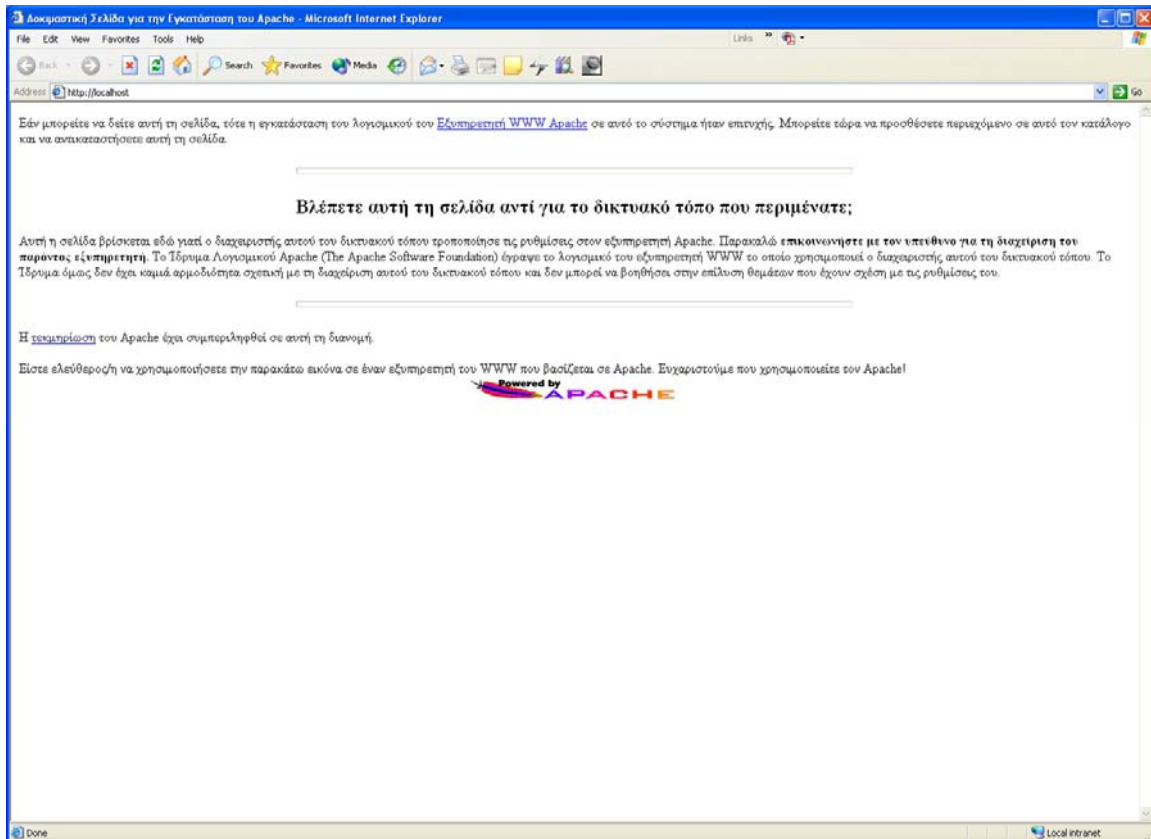 Δοκιμαστική Σελίδα για την Εγκατάσταση του Apache - Microsoft Internet Explorer
File Edit View Favorites Tools Help
Links »
Back Search Favorites Media
Address http://localhost Go
Εάν μπορείτε να δείτε αυτή τη σελίδα, τότε η εγκατάσταση του λογισμικού του Εξυπηρετητή WWW Apache σε αυτό το σύστημα ήταν επιτυχής. Μπορείτε τώρα να προσθέσετε περιεχόμενο σε αυτό τον κατάλογο
και να αντικαταστήσετε αυτή τη σελίδα.
Βλέπετε αυτή τη σελίδα αντί για το δικτυακό τόπο που περιμένατε;
Αυτή η σελίδα βρίσκεται εδώ γιατί ο διαχειριστής αυτού του δικτυακού τόπου τροποποίησε τις ρυθμίσεις στον εξυπηρετητή Apache. Παρακαλώ επικοινωνήστε με τον υπεύθυνο για τη διαχείριση του
παρόντος εξυπηρετητή. Το Ίδρυμα Λογισμικού Apache (The Apache Software Foundation) έγραψε το λογισμικό του εξυπηρετητή WWW το οποίο χρησιμοποιεί ο διαχειριστής αυτού του δικτυακού τόπου. Το
Ίδρυμα όμως δεν έχει καμιά αρμοδιότητα σχετική με τη διαχείριση αυτού του δικτυακού τόπου και δεν μπορεί να βοηθήσει στην επίλυση θεμάτων που έχουν σχέση με τις ρυθμίσεις του.
Η τεκμηρίωση του Apache έχει συμπεριληφθεί σε αυτή τη διανομή.
Είστε ελεύθερος/η να χρησιμοποιήσετε την παρακάτω εικόνα σε έναν εξυπηρετητή του WWW που βασίζεται σε Apache. Ευχαριστούμε που χρησιμοποιείτε τον Apache!
Powered by
APACHE
Done Local intranet